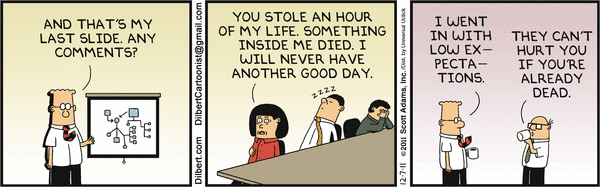 AND THAT'S MY
LAST SLIDE. ANY
COMMENTS?
Dilbert.com DilbertCartoonist@gmail.com
YOU STOLE AN HOUR
OF MY LIFE. SOMETHING
INSIDE ME DIED. I
WILL NEVER HAVE
ANOTHER GOOD DAY.
ZZZZ
12-7-11 ©2011 Scott Adams, Inc. /Dist. by Universal Uclick
I WENT
IN WITH
LOW EX-
PECTA-
TIONS.
THEY CAN'T
HURT YOU
IF YOU'RE
ALREADY
DEAD.